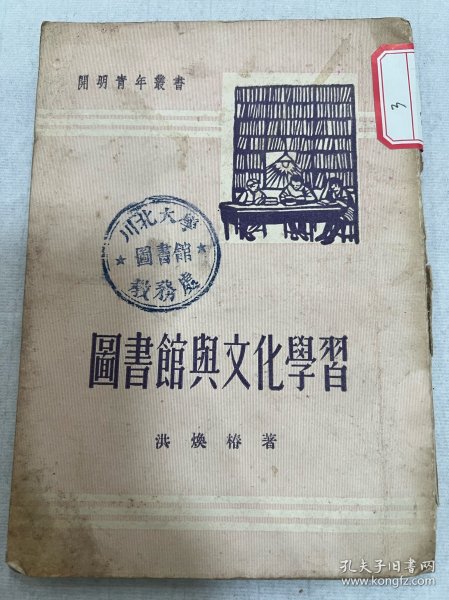 開明青年叢書
3
川北大學
★圖書館★
教務處
圖書館與文化學習
洪煥椿著
孔夫子旧书网
www.kongfz.com